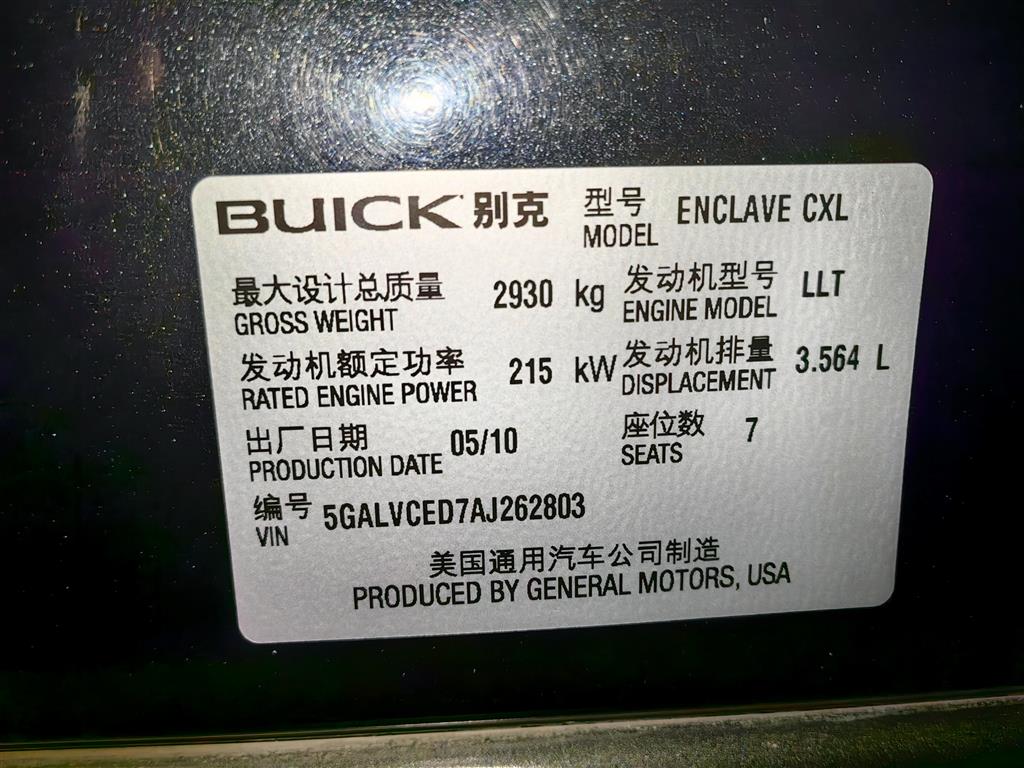 BUICK 别克 型号 MODEL ENCLAVE CXL
最大设计总质量 GROSS WEIGHT 2930 kg 发动机型号 ENGINE MODEL LLT
发动机额定功率 RATED ENGINE POWER 215 kW 发动机排量 DISPLACEMENT 3.564 L
出厂日期 PRODUCTION DATE 05/10 座位数 SEATS 7
编号 VIN 5GALVCED7AJ262803
美国通用汽车公司制造
PRODUCED BY GENERAL MOTORS, USA